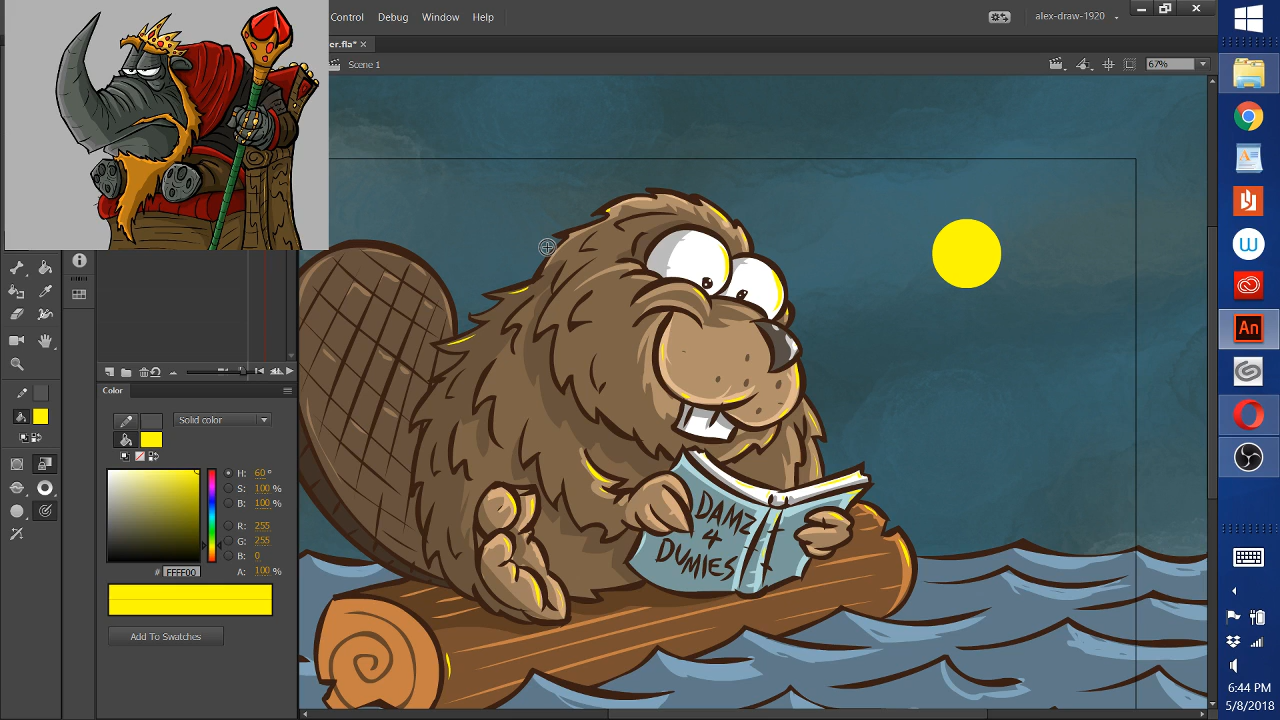 Control Debug Window Help
alex-draw-1920
er.fla* ×
Scene 1
67%
Color
Solid color
H: 60 °
S: 100 %
B: 100 %
R: 255
G: 255
B: 0
A: 100 %
# FFFF00
Add To Swatches
DAMZ
4
DUMIES
A
W
An
6:44 PM
5/8/2018